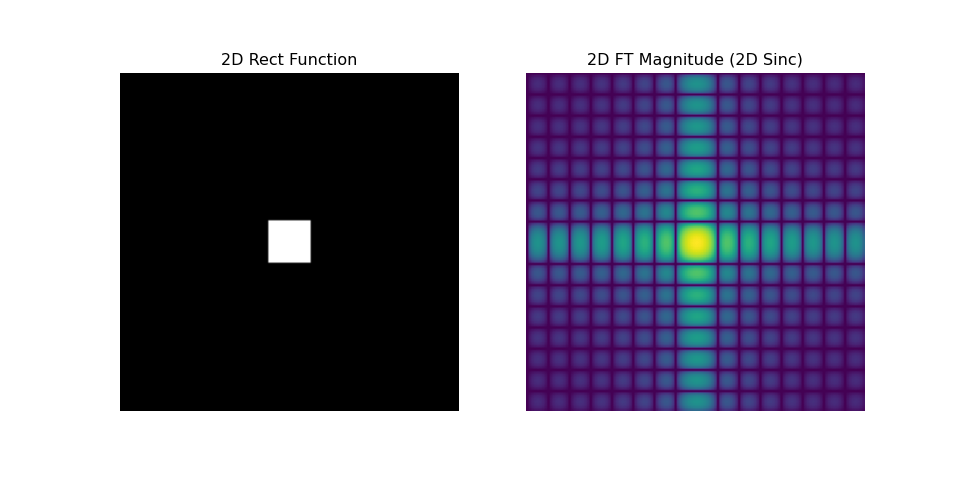 2D Rect Function
2D FT Magnitude (2D Sinc)